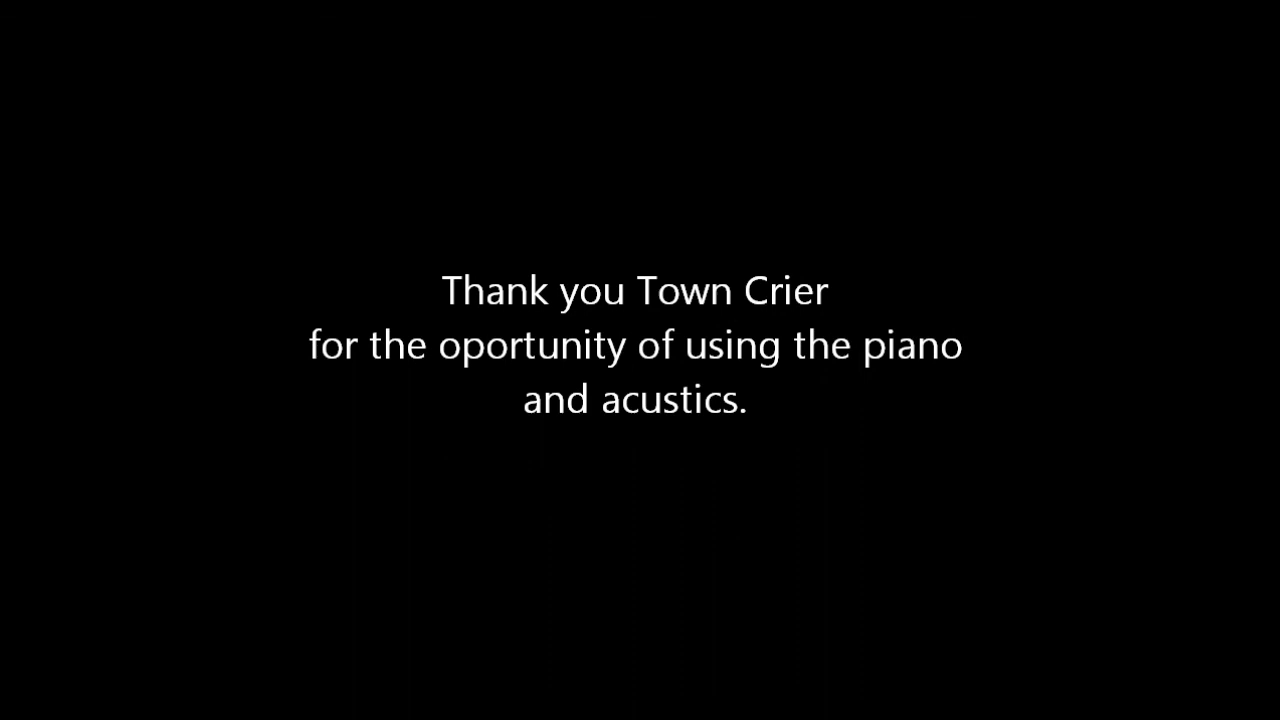 Thank you Town Crier
for the oportunity of using the piano
and acustics.